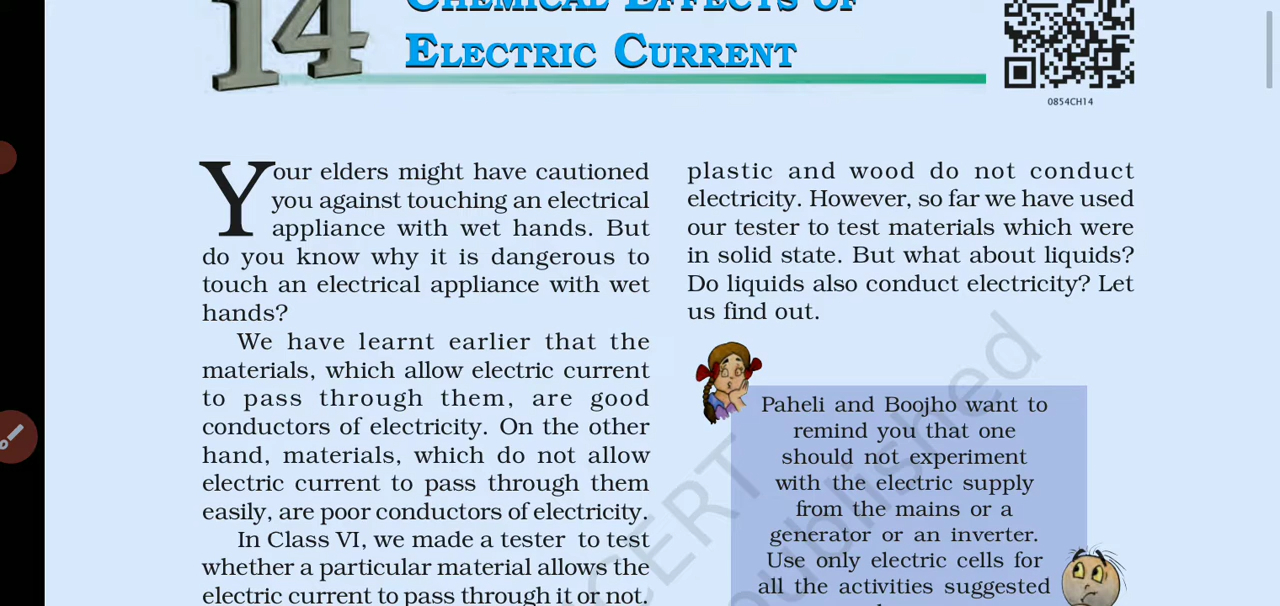 14
CHEMICAL EFFECTS OF
ELECTRIC CURRENT
0854CH14
Your elders might have cautioned
you against touching an electrical
appliance with wet hands. But
do you know why it is dangerous to
touch an electrical appliance with wet
hands?
We have learnt earlier that the
materials, which allow electric current
to pass through them, are good
conductors of electricity. On the other
hand, materials, which do not allow
electric current to pass through them
easily, are poor conductors of electricity.
In Class VI, we made a tester to test
whether a particular material allows the
electric current to pass through it or not.
plastic and wood do not conduct
electricity. However, so far we have used
our tester to test materials which were
in solid state. But what about liquids?
Do liquids also conduct electricity? Let
us find out.
Paheli and Boojho want to
remind you that one
should not experiment
with the electric supply
from the mains or a
generator or an inverter.
Use only electric cells for
all the activities suggested